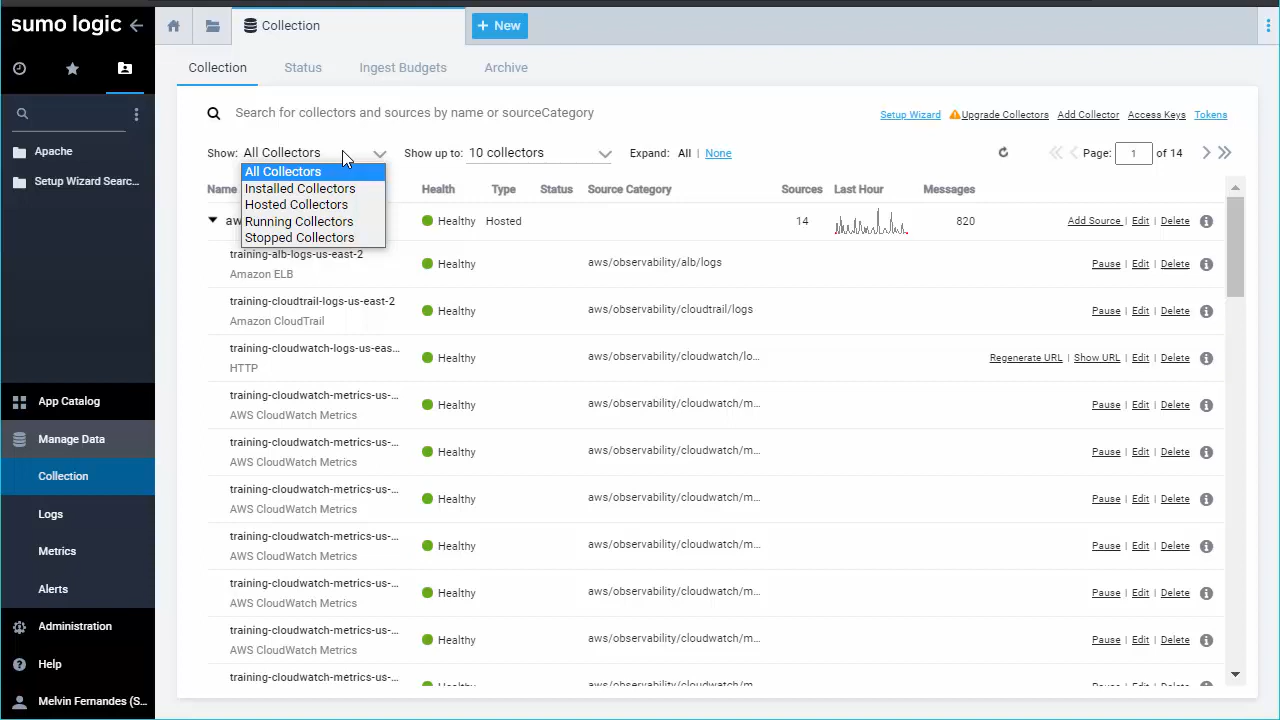 sumo logic
Collection
+ New
Collection Status Ingest Budgets Archive
Search for collectors and sources by name or sourceCategory
Setup Wizard Upgrade Collectors Add Collector Access Keys Tokens
Apache
Setup Wizard Searc...
Show: All Collectors Show up to: 10 collectors Expand: All | None Page: 1 of 14
All Collectors
Installed Collectors
Hosted Collectors
Running Collectors
Stopped Collectors
Name Health Type Status Source Category Sources Last Hour Messages
aw Healthy Hosted 14 820 Add Source | Edit | Delete
training-alb-logs-us-east-2
Amazon ELB
Healthy aws/observability/alb/logs Pause | Edit | Delete
training-cloudtrail-logs-us-east-2
Amazon CloudTrail
Healthy aws/observability/cloudtrail/logs Pause | Edit | Delete
training-cloudwatch-logs-us-eas...
HTTP
Healthy aws/observability/cloudwatch/lo... Regenerate URL | Show URL | Edit | Delete
training-cloudwatch-metrics-us-...
AWS CloudWatch Metrics
Healthy aws/observability/cloudwatch/m... Pause | Edit | Delete
training-cloudwatch-metrics-us-...
AWS CloudWatch Metrics
Healthy aws/observability/cloudwatch/m... Pause | Edit | Delete
training-cloudwatch-metrics-us-...
AWS CloudWatch Metrics
Healthy aws/observability/cloudwatch/m... Pause | Edit | Delete
training-cloudwatch-metrics-us-...
AWS CloudWatch Metrics
Healthy aws/observability/cloudwatch/m... Pause | Edit | Delete
training-cloudwatch-metrics-us-...
AWS CloudWatch Metrics
Healthy aws/observability/cloudwatch/m... Pause | Edit | Delete
training-cloudwatch-metrics-us-...
AWS CloudWatch Metrics
Healthy aws/observability/cloudwatch/m... Pause | Edit | Delete
training-cloudwatch-metrics-us-...
App Catalog
Manage Data
Collection
Logs
Metrics
Alerts
Administration
Help
Melvin Fernandes (S...